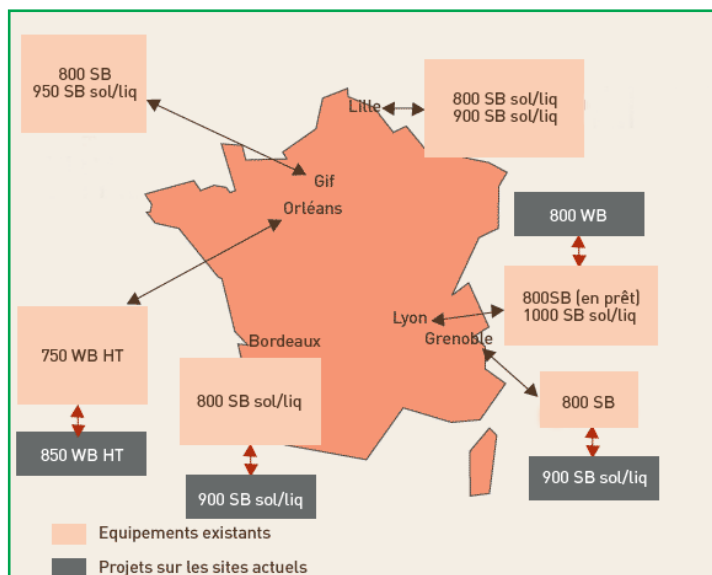 800 SB
950 SB sol/liq
Lille
800 SB sol/liq
900 SB sol/liq
Gif
Orléans
800 WB
800SB (en prêt)
1000 SB sol/liq
Lyon
Grenoble
Bordeaux
750 WB HT
800 SB sol/liq
800 SB
850 WB HT
900 SB sol/liq
900 SB sol/liq
Equipements existants
Projets sur les sites actuels